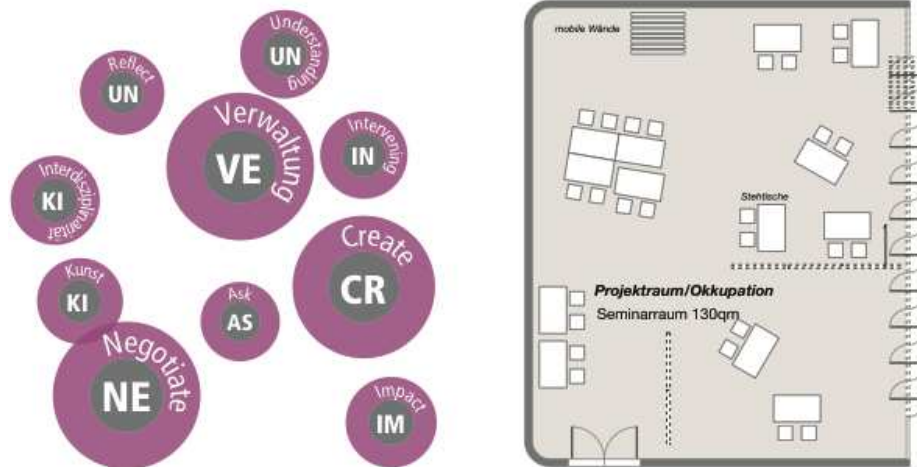 Understanding
UN
Reflect
UN
Verwaltung
VE
Intervening
IN
Interdisziplinarität
KI
Create
CR
Kunst
KI
Ask
AS
Negotiate
NE
Impact
IM
mobile Wände
Stehtische
Projektraum/Okkupation
Seminarraum 130qm